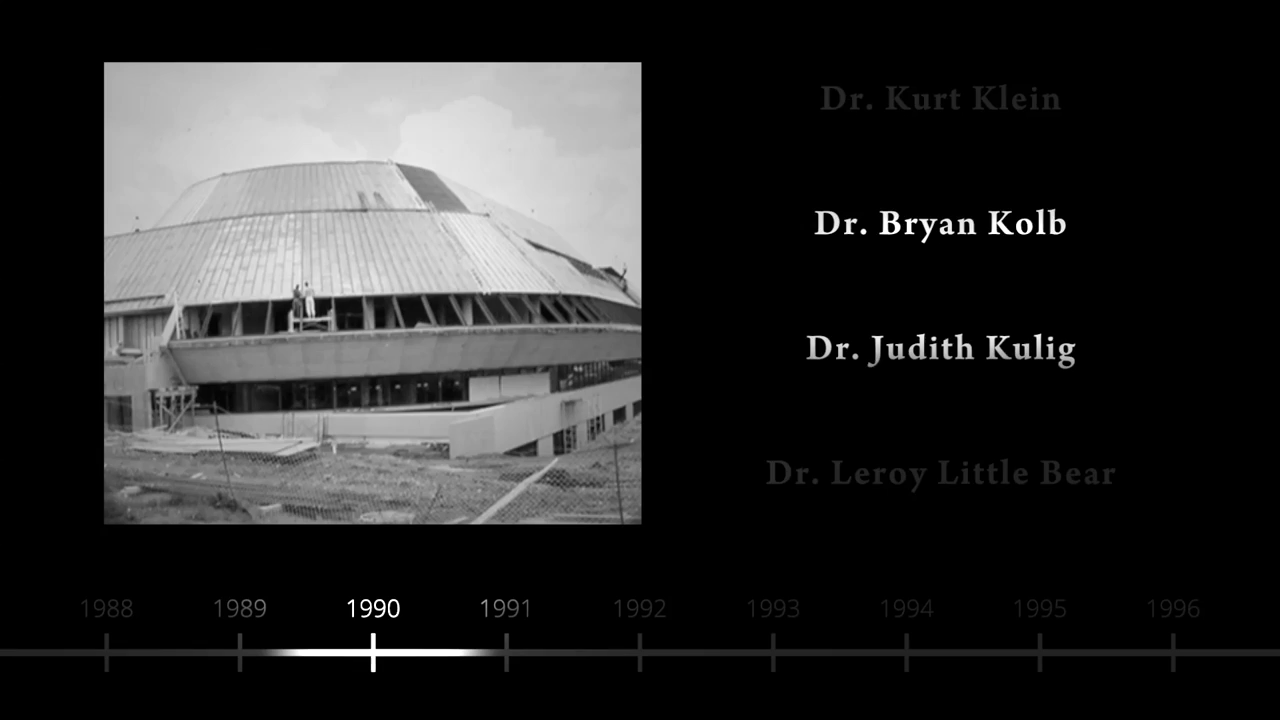 Dr. Kurt Klein
Dr. Bryan Kolb
Dr. Judith Kulig
Dr. Leroy Little Bear
1988 1989 1990 1991 1992 1993 1994 1995 1996